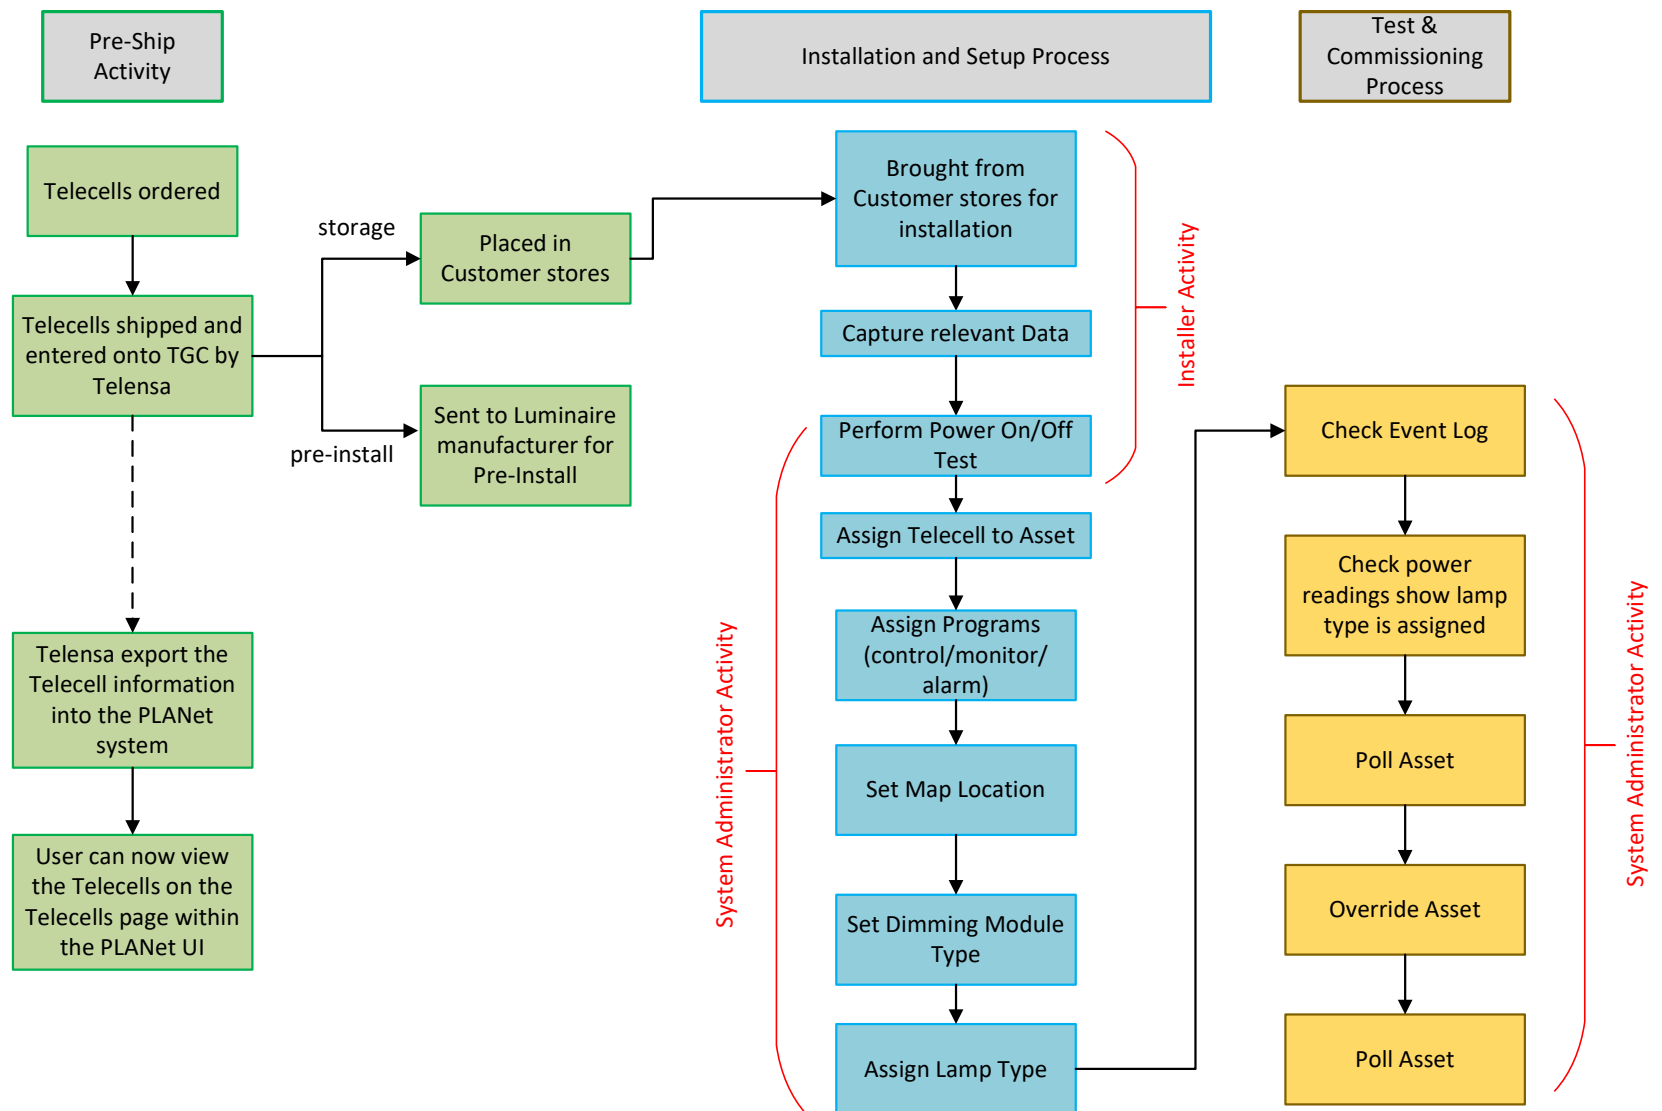 Pre-Ship
Activity
Installation and Setup Process
Test &
Commissioning
Process
Telecells ordered
Telecells shipped and
entered onto TGC by
Telensa
storage
pre-install
Placed in
Customer stores
Sent to Luminaire
manufacturer for
Pre-Install
Telensa export the
Telecell information
into the PLANet
system
User can now view
the Telecells on the
Telecells page within
the PLANet UI
Brought from
Customer stores for
installation
Capture relevant Data
Perform Power On/Off
Test
Assign Telecell to Asset
Assign Programs
(control/monitor/
alarm)
Set Map Location
Set Dimming Module
Type
Assign Lamp Type
Installer Activity
System Administrator Activity
Check Event Log
Check power
readings show lamp
type is assigned
Poll Asset
Override Asset
Poll Asset
System Administrator Activity